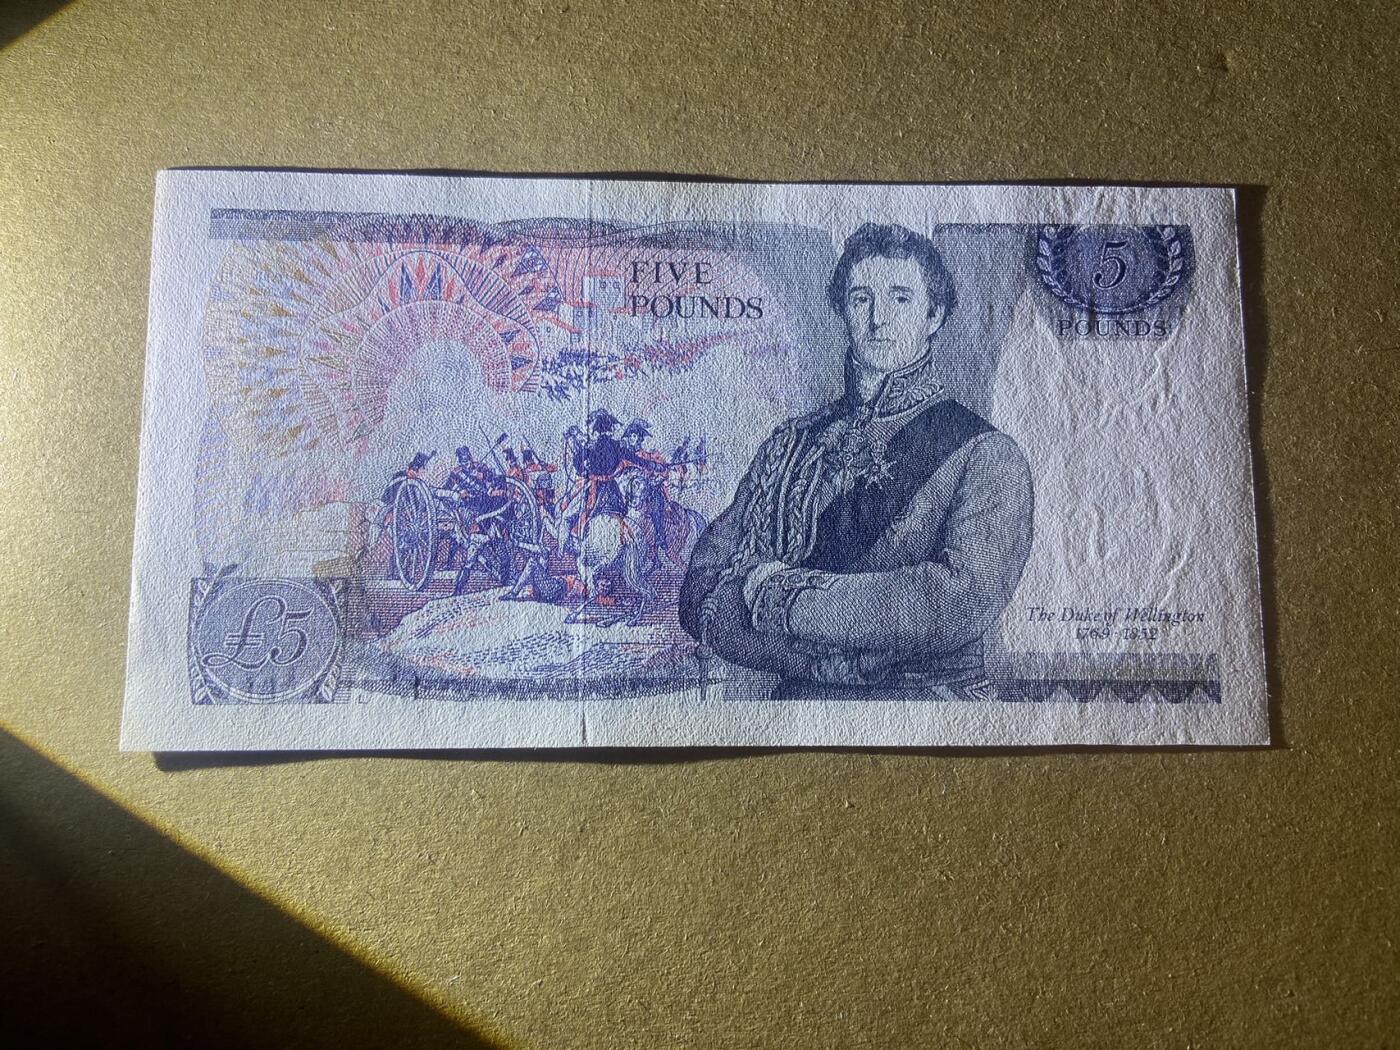 FIVE
POUNDS
5
POUNDS
£5
The Duke of Wellington
1769-1852